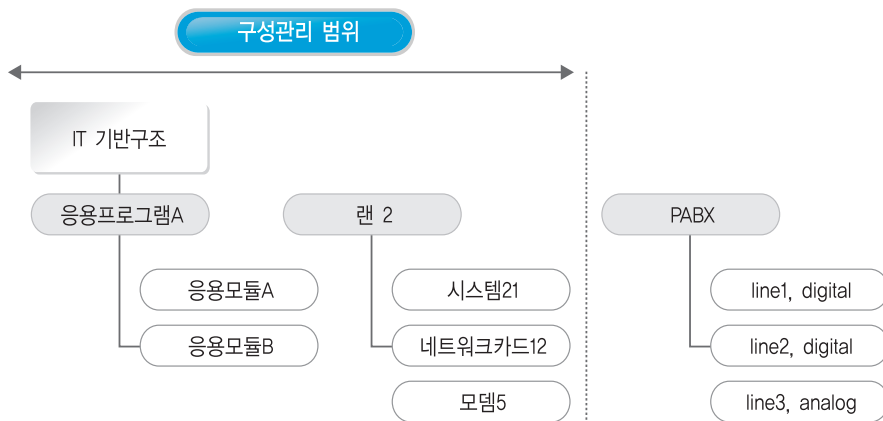 구성관리 범위
IT 기반구조
응용프로그램A
랜 2
PABX
응용모듈A
시스템21
line1, digital
응용모듈B
네트워크카드12
line2, digital
모뎀5
line3, analog